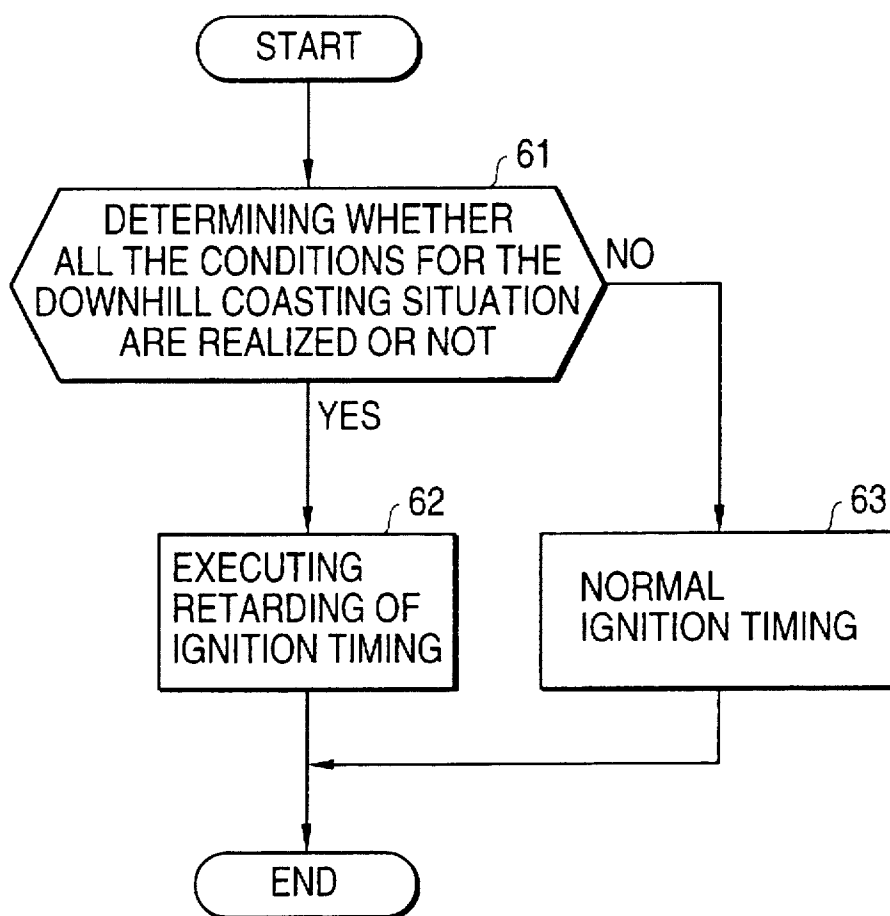 START
61
DETERMINING WHETHER
ALL THE CONDITIONS FOR THE
DOWNHILL COASTING SITUATION
ARE REALIZED OR NOT
NO
YES
62
EXECUTING
RETARDING OF
IGNITION TIMING
63
NORMAL
IGNITION TIMING
END